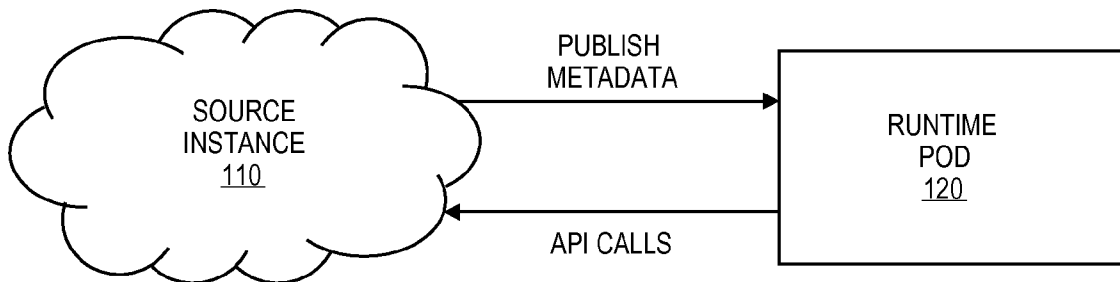 SOURCE
INSTANCE
110
PUBLISH
METADATA
API CALLS
RUNTIME
POD
120